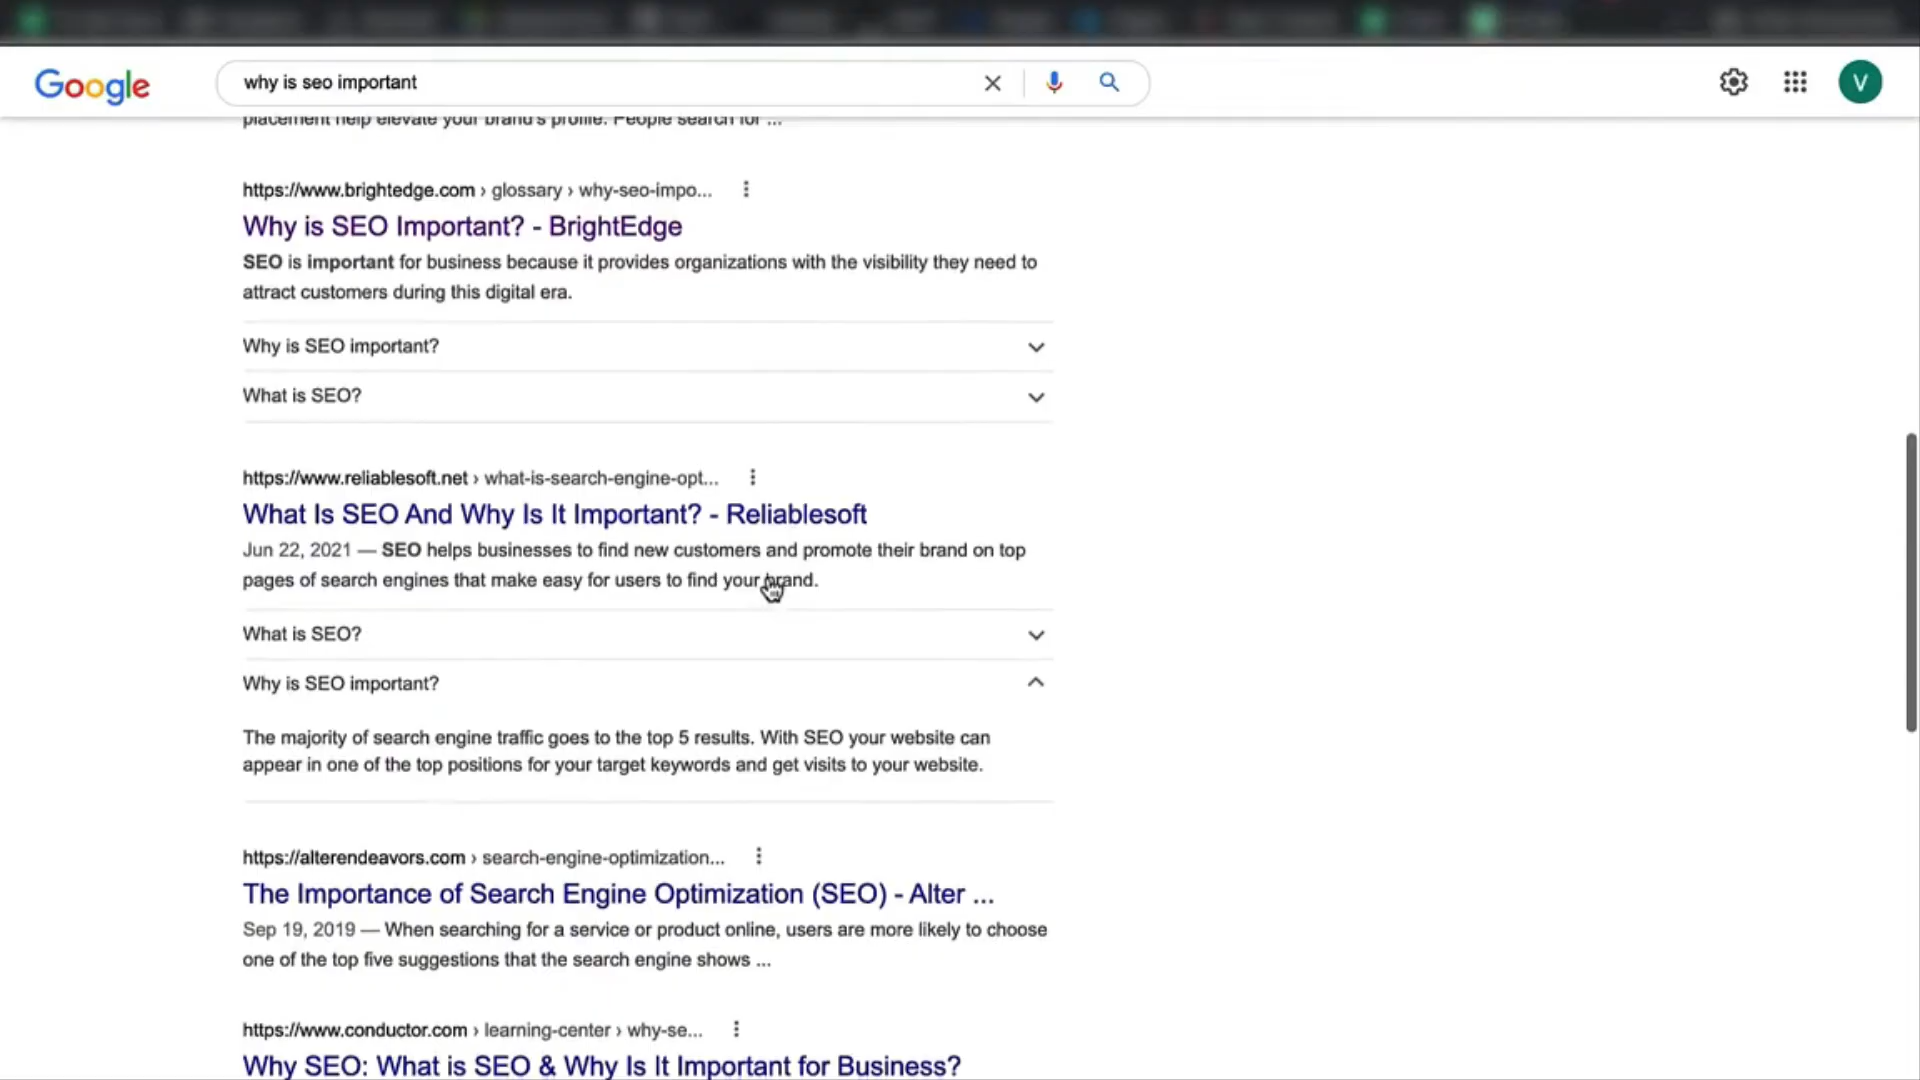 Google
why is seo important
V
placement help elevate your brand's profile. People search for ...
https://www.brightedge.com › glossary › why-seo-impo...
Why is SEO Important? - BrightEdge
SEO is important for business because it provides organizations with the visibility they need to
attract customers during this digital era.
Why is SEO important?
What is SEO?
https://www.reliablesoft.net › what-is-search-engine-opt...
What Is SEO And Why Is It Important? - Reliablesoft
Jun 22, 2021 — SEO helps businesses to find new customers and promote their brand on top
pages of search engines that make easy for users to find your brand.
What is SEO?
Why is SEO important?
The majority of search engine traffic goes to the top 5 results. With SEO your website can
appear in one of the top positions for your target keywords and get visits to your website.
https://alterendeavors.com › search-engine-optimization...
The Importance of Search Engine Optimization (SEO) - Alter ...
Sep 19, 2019 — When searching for a service or product online, users are more likely to choose
one of the top five suggestions that the search engine shows ...
https://www.conductor.com › learning-center › why-se...
Why SEO: What is SEO & Why Is It Important for Business?